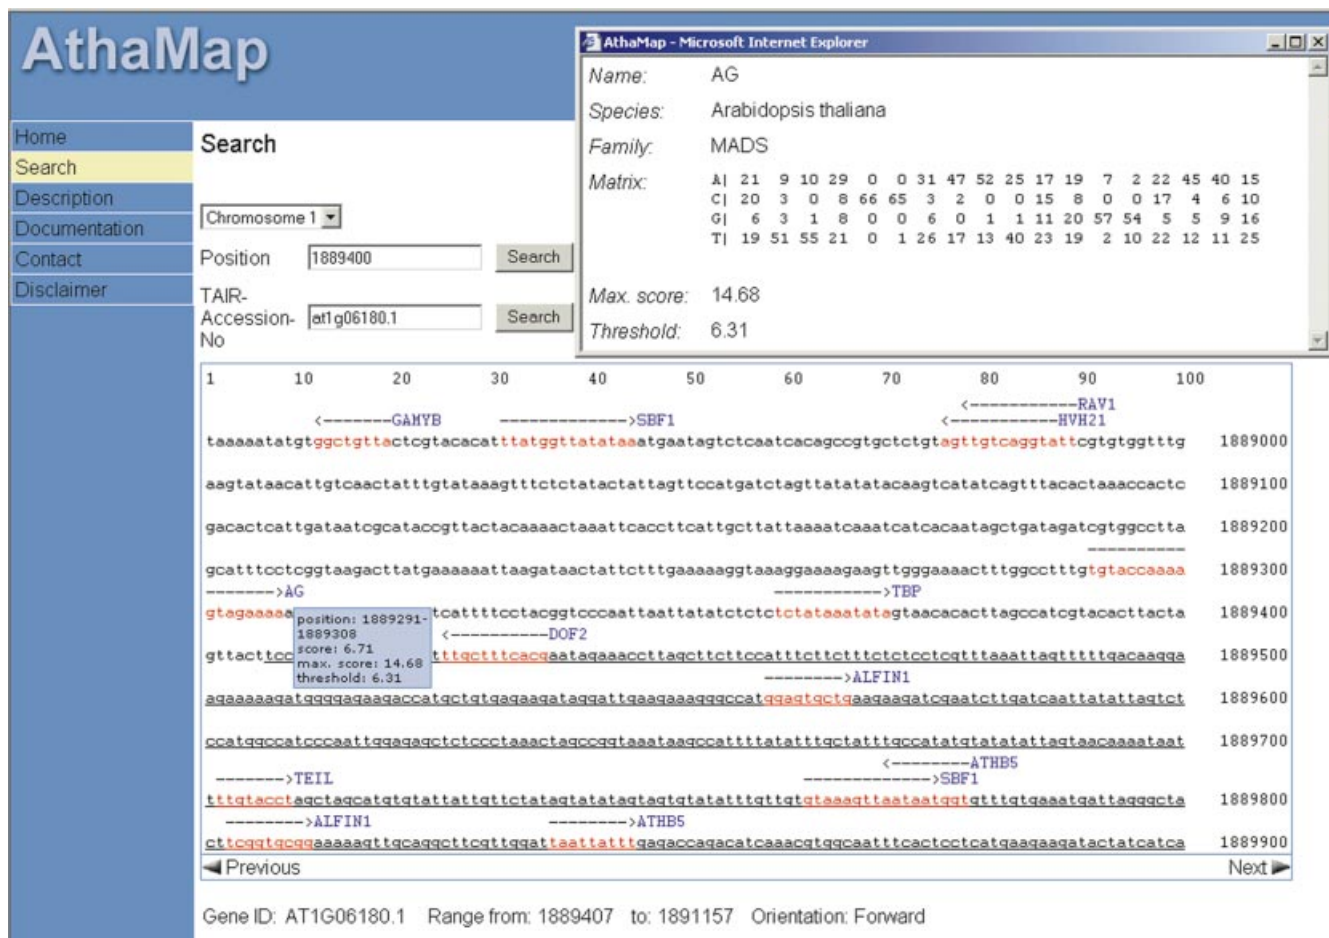 AthaMap
AthaMap - Microsoft Internet Explorer
Name: AG
Species: Arabidopsis thaliana
Family: MADS
Matrix:
A| 21 9 10 29 0 0 31 47 52 25 17 19 7 2 22 45 40 15
C| 20 3 0 8 66 65 3 2 0 0 15 8 0 0 17 4 6 10
G| 6 3 1 8 0 0 6 0 1 1 11 20 57 54 5 5 9 16
T| 19 51 55 21 0 1 26 17 13 40 23 19 2 10 22 12 11 25
Max. score: 14.68
Threshold: 6.31
Home
Search
Description
Documentation
Contact
Disclaimer
Search
Chromosome 1
Position 1889400 Search
TAIR-
Accession-
No
at1g06180.1 Search
1 10 20 30 40 50 60 70 80 90 100
<-----------RAV1
<-------GAMYB ------------->SBF1 <-----------HVH21
taaaaatatgtggctgttactcgtacacatttatggttatataaatgaatagtctcaatcacagccgtgctctgtagttgtcaggtattcgtgtggtttg 1889000
aagtataacattgtcaactatttgtataaagtttctctatactattagttccatgatctagttatatatacaagtcatatcagtttacactaaaccactc 1889100
gacactcattgataatcgcataccgttactacaaaactaaattcaccttcattgcttattaaaatcaaatcatcacaatagctgatagatcgtggcctta 1889200
----------
gcatttcctcggtaagacttatgaaaaaattaagataactattctttgaaaaaggtaaaggaaaagaagttgggaaaactttggcctttgtgtaccaaaa 1889300
------->AG ----------->TBP
gtagaaaaa tcattttcctacggtcccaattaattatatctctctctataaatatagtaacacacttagccatcgtacacttacta 1889400
position: 1889291-
1889308
score: 6.71
max. score: 14.68
threshold: 6.31
<----------DOF2
gttacttcc tttgctttcacgaatagaaaccttagcttcttccatttcttctttctctcctcgtttaaattagtttttgacaagga 1889500
-------->ALFIN1
agaaaaagatggggagaagaccatgctgtgagaagataggattgaagaaagggccatggagtgctgaagaagatcgaatcttgatcaattatattagtct 1889600
ccatggccatcccaattggagagctctccctaaactagccggtaaataagccattttatatttgctatttgccatatgtatatattagtaacaaaataat 1889700
<--------ATHB5
------->TEIL ------------->SBF1
tttgtacctagctagcatgtgtattattgttctatagtatatagtagtgtatatttgttgtgtaaagttaataatggtgtttgtgaaatgattagggcta 1889800
-------->ALFIN1 -------->ATHB5
cttcggtgcggaaaaagttgcaggcttcgttggattaattatttgagaccagacatcaaacgtggcaatttcactcctcatgaagaagatactatcatca 1889900
Previous Next
Gene ID: AT1G06180.1 Range from: 1889407 to: 1891157 Orientation: Forward